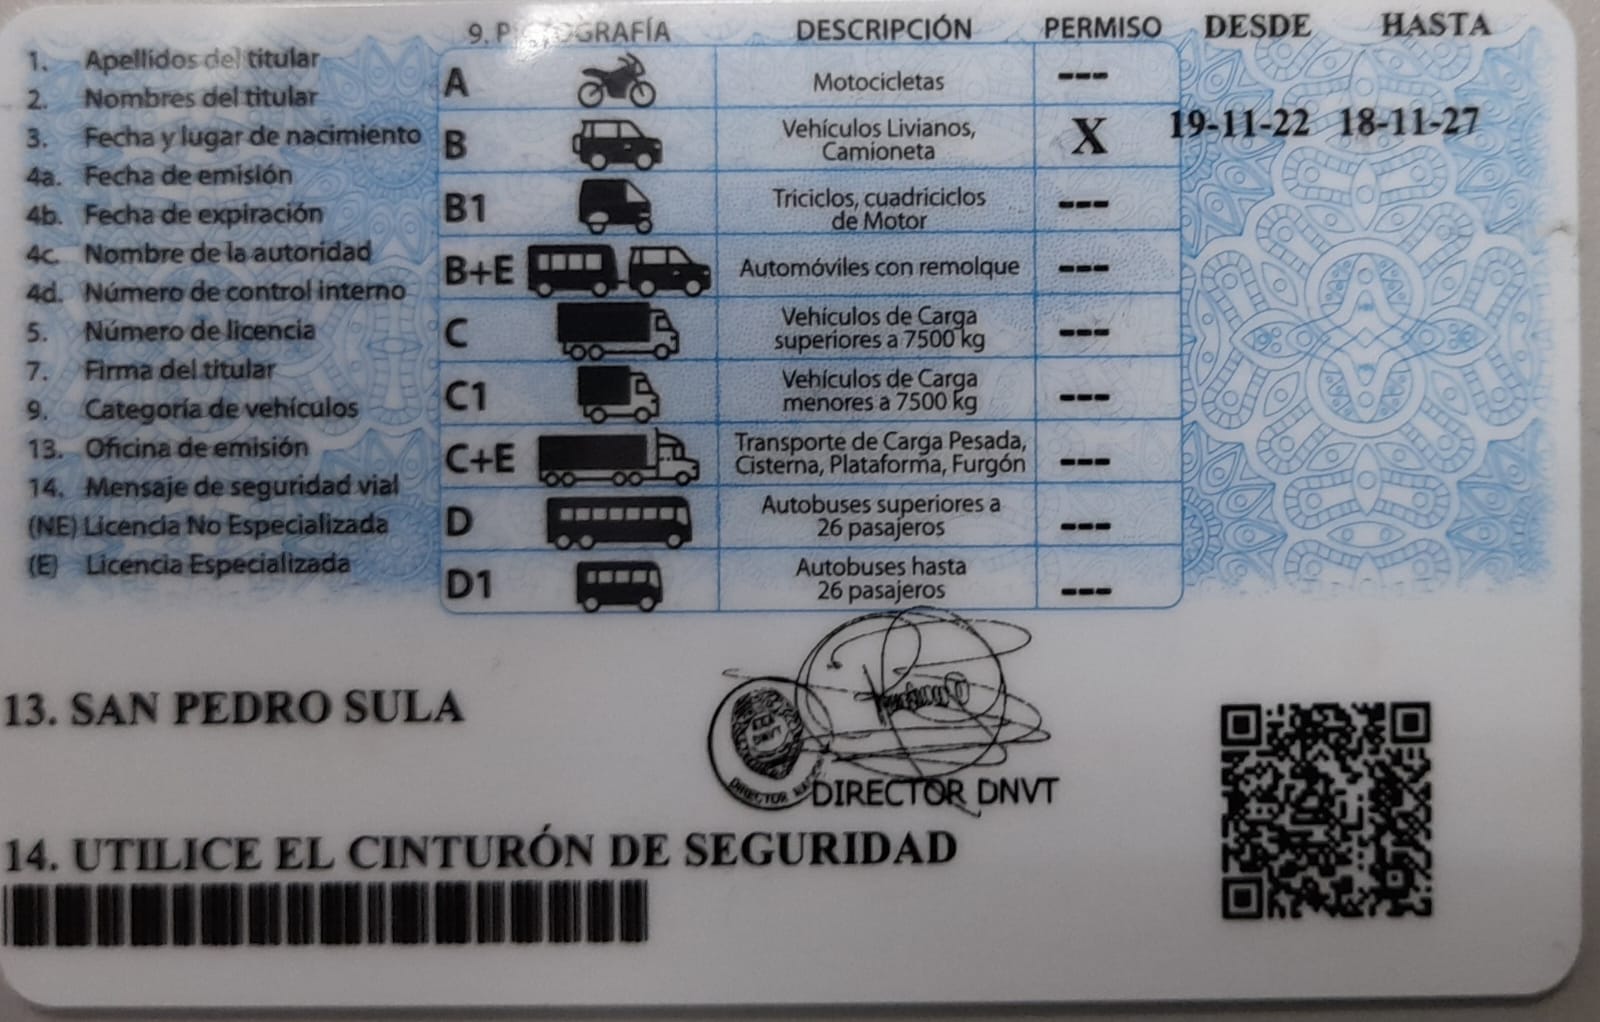 1. Apellidos del titular
2. Nombres del titular
3. Fecha y lugar de nacimiento
4a. Fecha de emisión
4b. Fecha de expiración
4c. Nombre de la autoridad
4d. Número de control interno
5. Número de licencia
7. Firma del titular
9. Categoría de vehículos
13. Oficina de emisión
14. Mensaje de seguridad vial
(NE) Licencia No Especializada
(E) Licencia Especializada
9. DESCRIPCIÓN PERMISO DESDE HASTA
A Motocicletas ---
B Vehículos Livianos, Camioneta X 19-11-22 18-11-27
B1 Triciclos, cuadriciclos de Motor ---
B+E Automóviles con remolque ---
C Vehículos de Carga superiores a 7500 kg ---
C1 Vehículos de Carga menores a 7500 kg ---
C+E Transporte de Carga Pesada, Cisterna, Plataforma, Furgón ---
D Autobuses superiores a 26 pasajeros ---
D1 Autobuses hasta 26 pasajeros ---
13. SAN PEDRO SULA
DNVT
DIRECTOR
DIRECTOR DNVT
14. UTILICE EL CINTURÓN DE SEGURIDAD